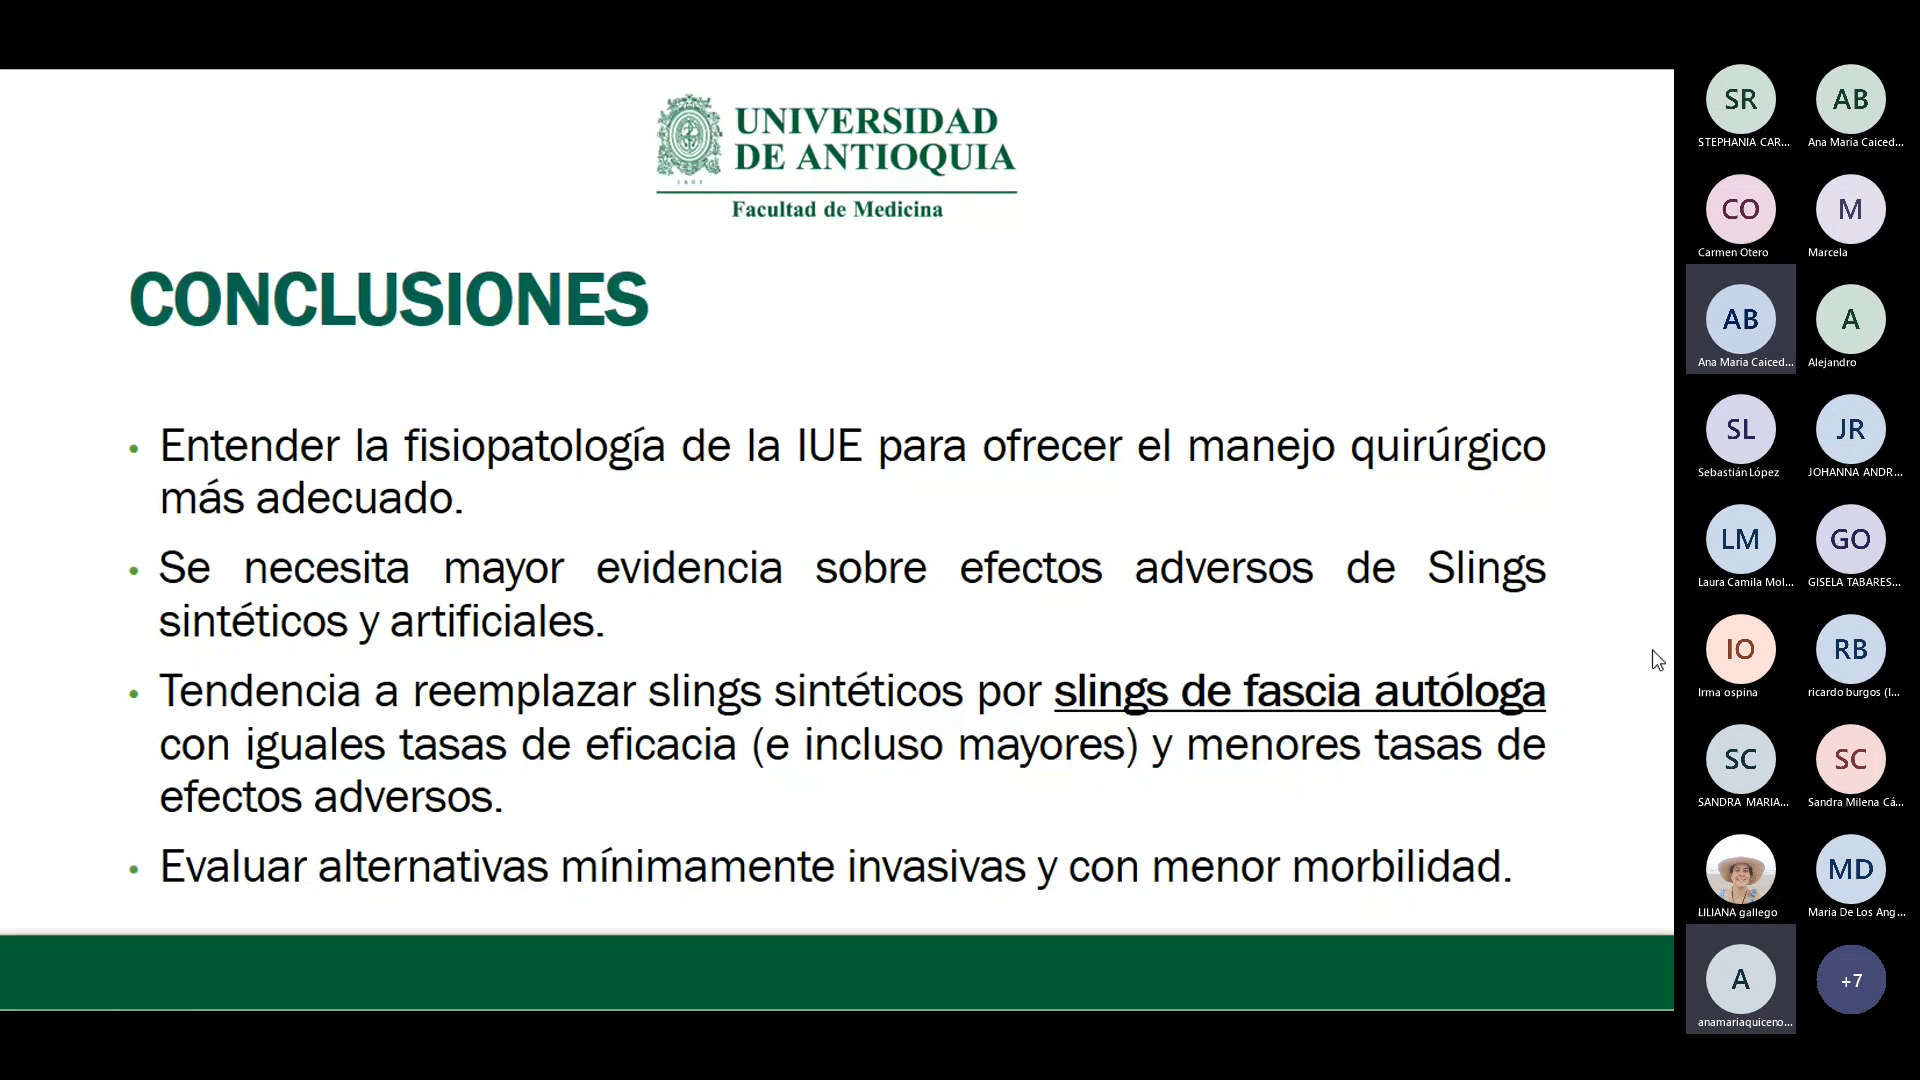 UNIVERSIDAD
DE ANTIOQUIA
1803
Facultad de Medicina
CONCLUSIONES
• Entender la fisiopatología de la IUE para ofrecer el manejo quirúrgico
más adecuado.
• Se necesita mayor evidencia sobre efectos adversos de Slings
sintéticos y artificiales.
• Tendencia a reemplazar slings sintéticos por slings de fascia autóloga
con iguales tasas de eficacia (e incluso mayores) y menores tasas de
efectos adversos.
• Evaluar alternativas mínimamente invasivas y con menor morbilidad.
SR
STEPHANIA CAR...
AB
Ana Maria Caiced...
CO
Carmen Otero
M
Marcela
AB
Ana Maria Caiced...
A
Alejandro
SL
Sebastián López
JR
JOHANNA ANDR...
LM
Laura Camila Mol...
GO
GISELA TABARES...
IO
Irma ospina
RB
ricardo burgos (I...
SC
SANDRA MARIA...
SC
Sandra Milena Cá...
LILIANA gallego
MD
Maria De Los Ang...
A
anamariaquiceno...
+7